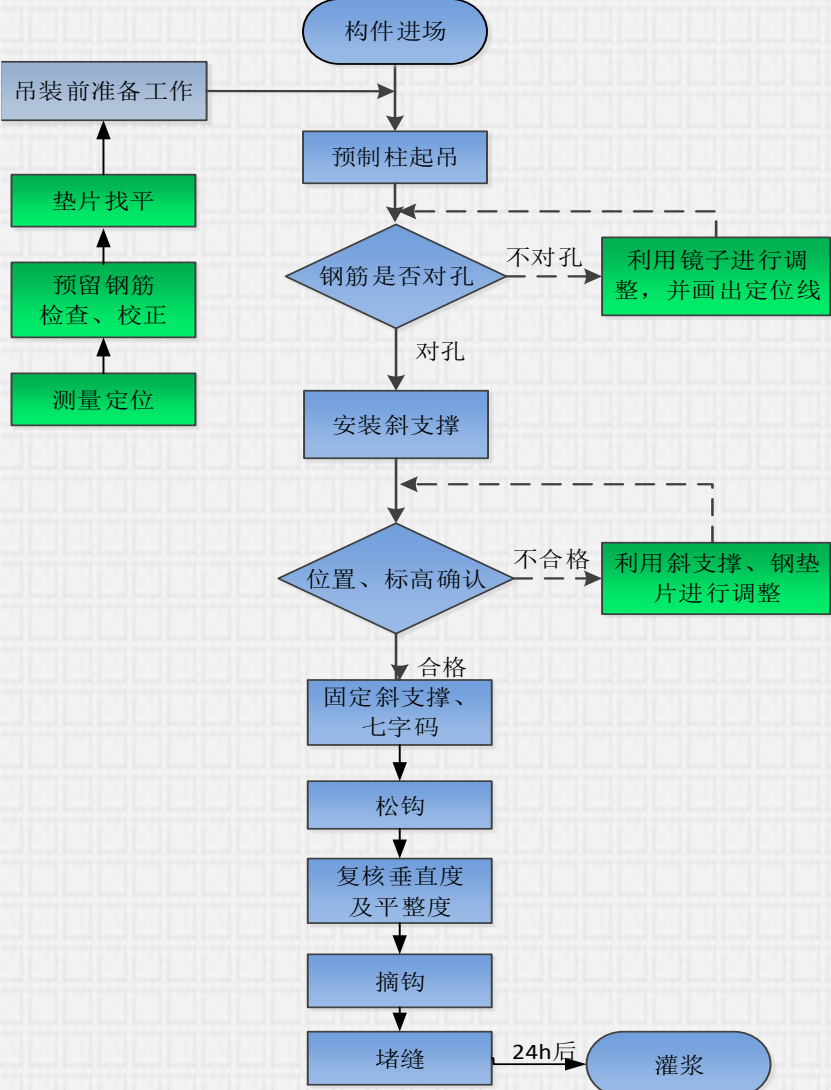 构件进场
吊装前准备工作
预制柱起吊
垫片找平
钢筋是否对孔
不对孔
利用镜子进行调
整，并画出定位线
预留钢筋
检查、校正
对孔
测量定位
安装斜支撑
位置、标高确认
不合格
利用斜支撑、钢垫
片进行调整
合格
固定斜支撑、
七字码
松钩
复核垂直度
及平整度
摘钩
堵缝
24h后
灌浆